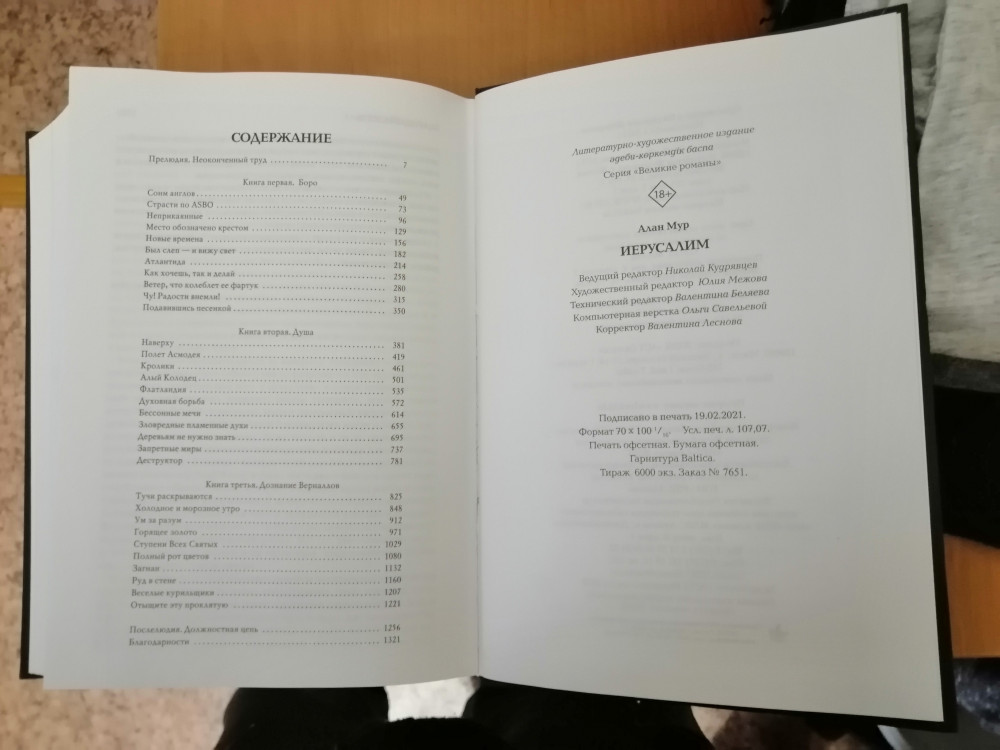 СОДЕРЖАНИЕ
Прелюдия. Неоконченный труд 7
Книга первая. Боро
Сонм англов 49
Страсти по ASBO 73
Неприкаянные 96
Место обозначено крестом 129
Новые времена 156
Был слеп — и вижу свет 182
Атлантида 214
Как хочешь, так и делай 258
Ветер, что колеблет ее фартук 280
Чу! Радости внемли! 315
Подавившись песенкой 350
Книга вторая. Душа
Наверху 381
Полет Асмодея 419
Кролики 461
Алый Колодец 501
Флатландия 535
Духовная борьба 572
Бессонные мечи 614
Зловредные пламенные духи 655
Деревьям не нужно знать 695
Запретные миры 737
Деструктор 781
Книга третья. Дознание Верналлов
Тучи раскрываются 825
Холодное и морозное утро 848
Ум за разум 912
Горящее золото 971
Ступени Всех Святых 1029
Полный рот цветов 1080
Загнан 1132
Руд в стене 1160
Веселые курильщики 1207
Отыщите эту проклятую 1221
Послелюдия. Должностная цепь 1256
Благодарности 1321
Литературно-художественное издание
әдеби-көркемдік баспа
Серия «Великие романы»
18+
Алан Мур
ИЕРУСАЛИМ
Ведущий редактор Николай Кудрявцев
Художественный редактор Юлия Межова
Технический редактор Валентина Беляева
Компьютерная верстка Ольги Савельевой
Корректор Валентина Леснова
Подписано в печать 19.02.2021.
Формат 70 X 100 1/16. Усл. печ. л. 107,07.
Печать офсетная. Бумага офсетная.
Гарнитура Baltica.
Тираж 6000 экз. Заказ № 7651.